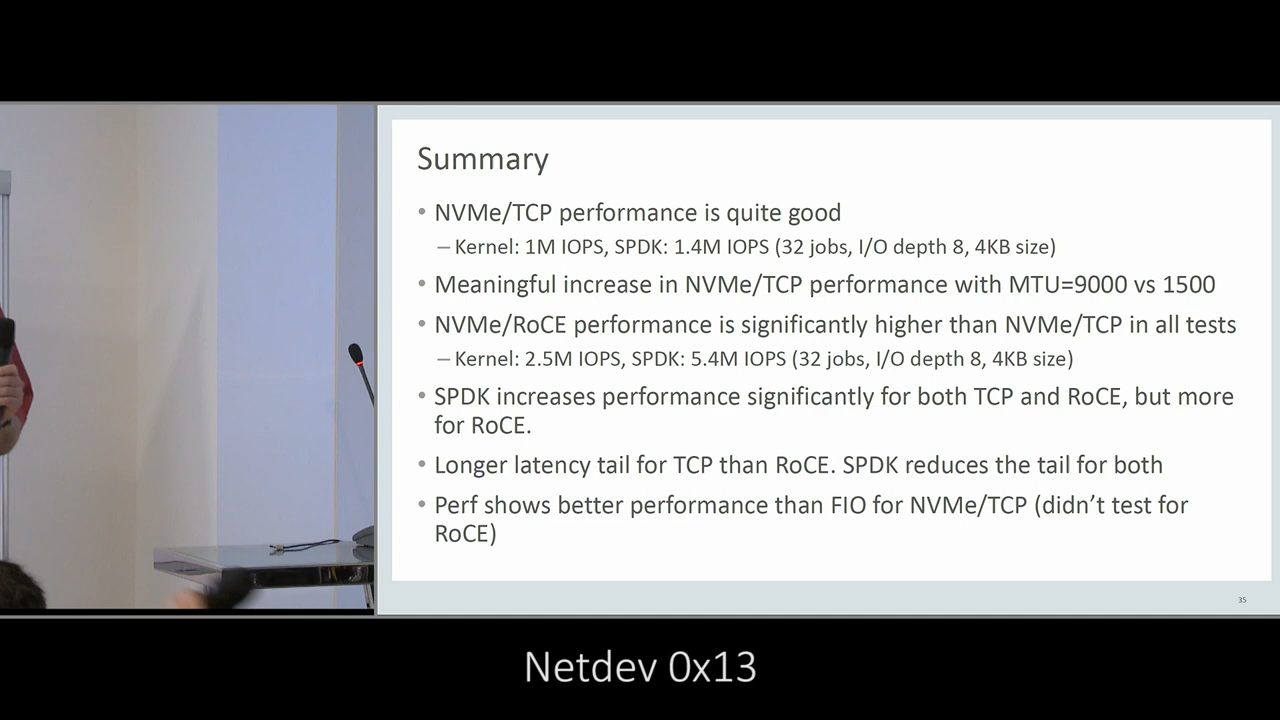 Summary
• NVMe/TCP performance is quite good
– Kernel: 1M IOPS, SPDK: 1.4M IOPS (32 jobs, I/O depth 8, 4KB size)
• Meaningful increase in NVMe/TCP performance with MTU=9000 vs 1500
• NVMe/RoCE performance is significantly higher than NVMe/TCP in all tests
– Kernel: 2.5M IOPS, SPDK: 5.4M IOPS (32 jobs, I/O depth 8, 4KB size)
• SPDK increases performance significantly for both TCP and RoCE, but more
for RoCE.
• Longer latency tail for TCP than RoCE. SPDK reduces the tail for both
• Perf shows better performance than FIO for NVMe/TCP (didn’t test for
RoCE)
35
Netdev 0x13